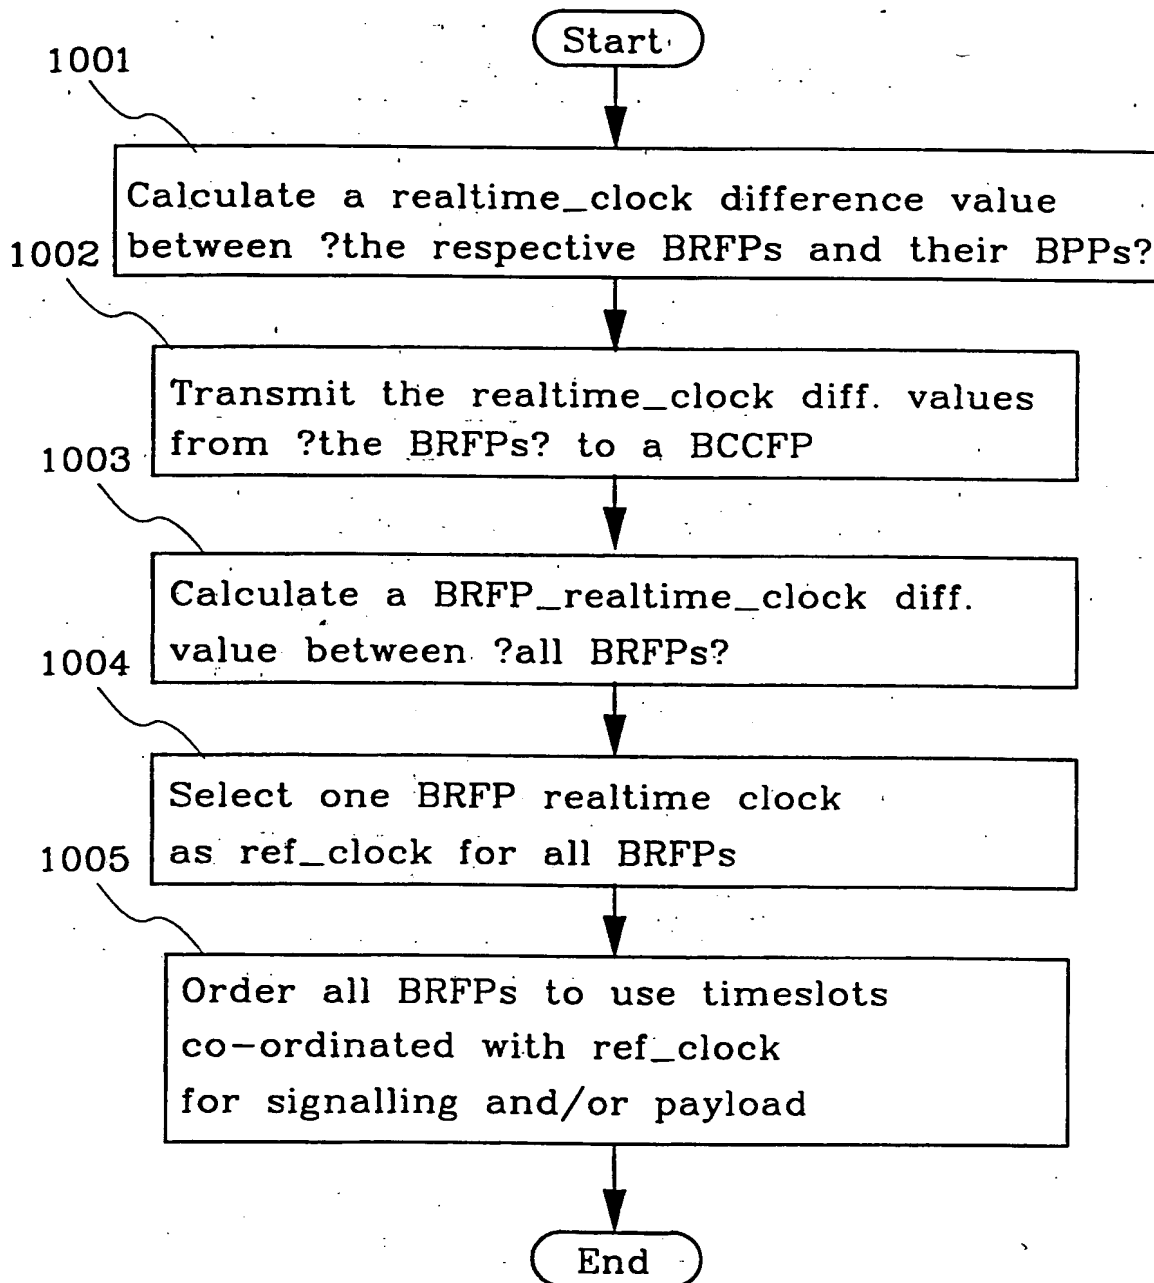 Start
1001
Calculate a realtime_clock difference value
between ?the respective BRFPs and their BPPs?
1002
Transmit the realtime_clock diff. values
from ?the BRFPs? to a BCCFP
1003
Calculate a BRFP_realtime_clock diff.
value between ?all BRFPs?
1004
Select one BRFP realtime clock
as ref_clock for all BRFPs
1005
Order all BRFPs to use timeslots
co-ordinated with ref_clock
for signalling and/or payload
End